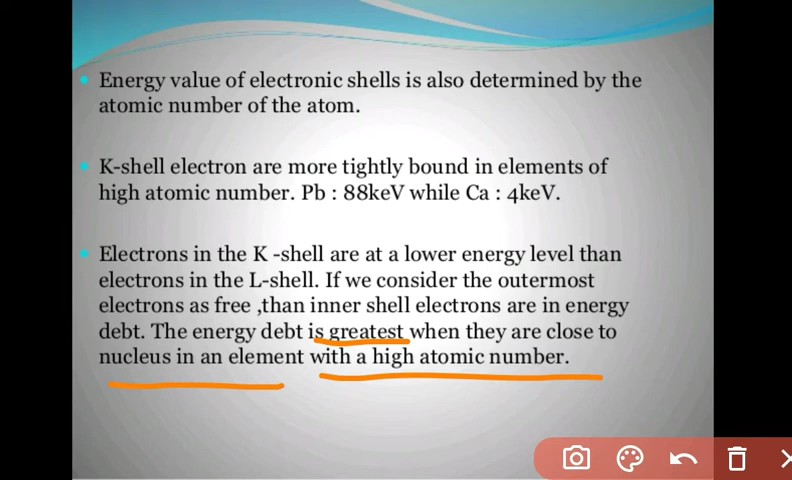 Energy value of electronic shells is also determined by the
atomic number of the atom.
K-shell electron are more tightly bound in elements of
high atomic number. Pb : 88keV while Ca : 4keV.
Electrons in the K -shell are at a lower energy level than
electrons in the L-shell. If we consider the outermost
electrons as free ,than inner shell electrons are in energy
debt. The energy debt is greatest when they are close to
nucleus in an element with a high atomic number.